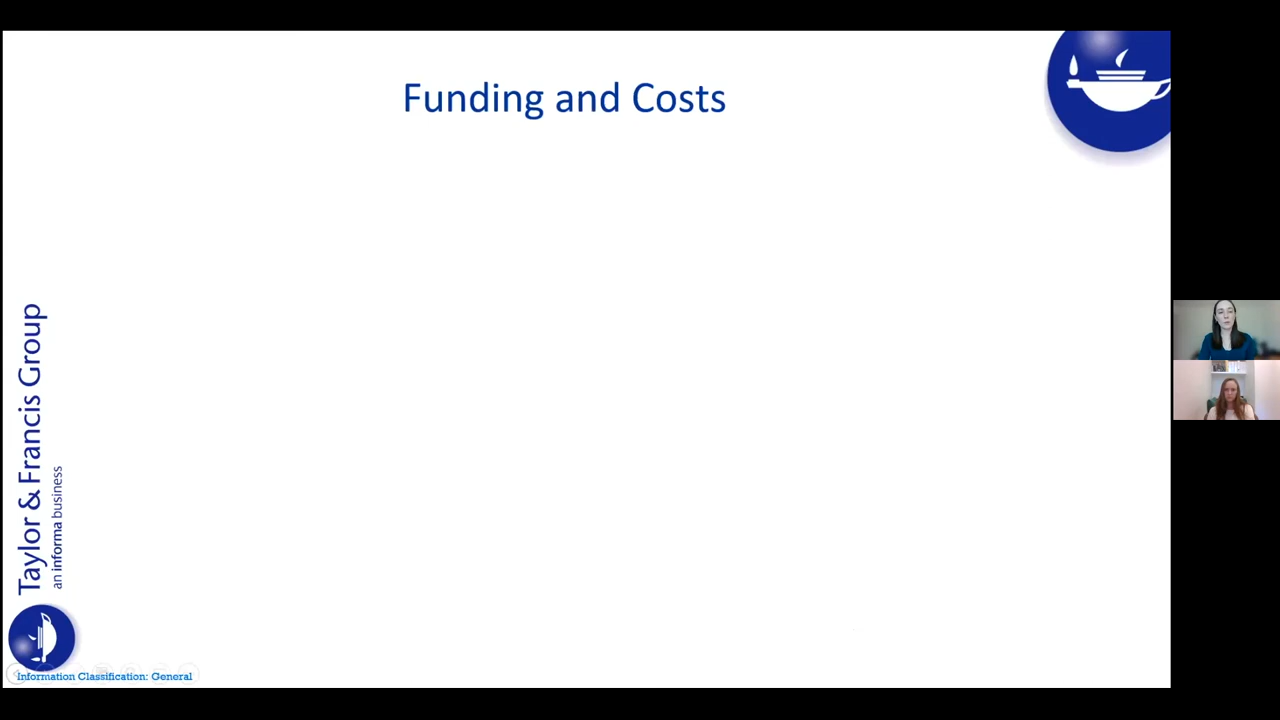 Funding and Costs
Taylor & Francis Group
an informa business
Information Classification: General